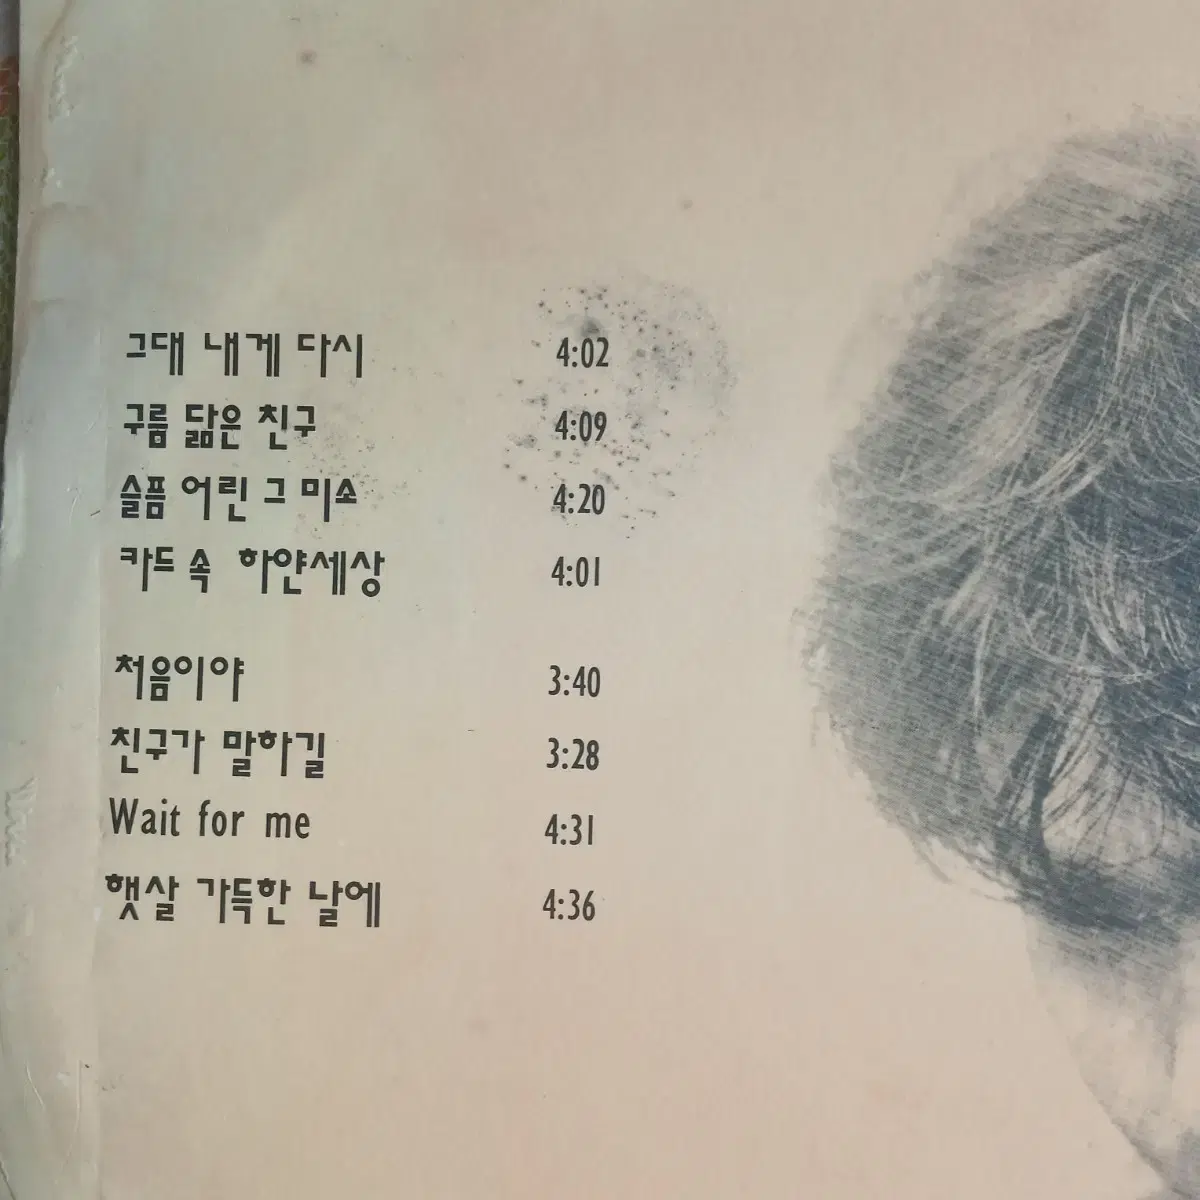 그대 내게 다시 4:02
구름 닮은 친구 4:09
슬픔 어린 그 미소 4:20
카드 속 하얀세상 4:01
처음이야 3:40
친구가 말하길 3:28
Wait for me 4:31
햇살 가득한 날에 4:36